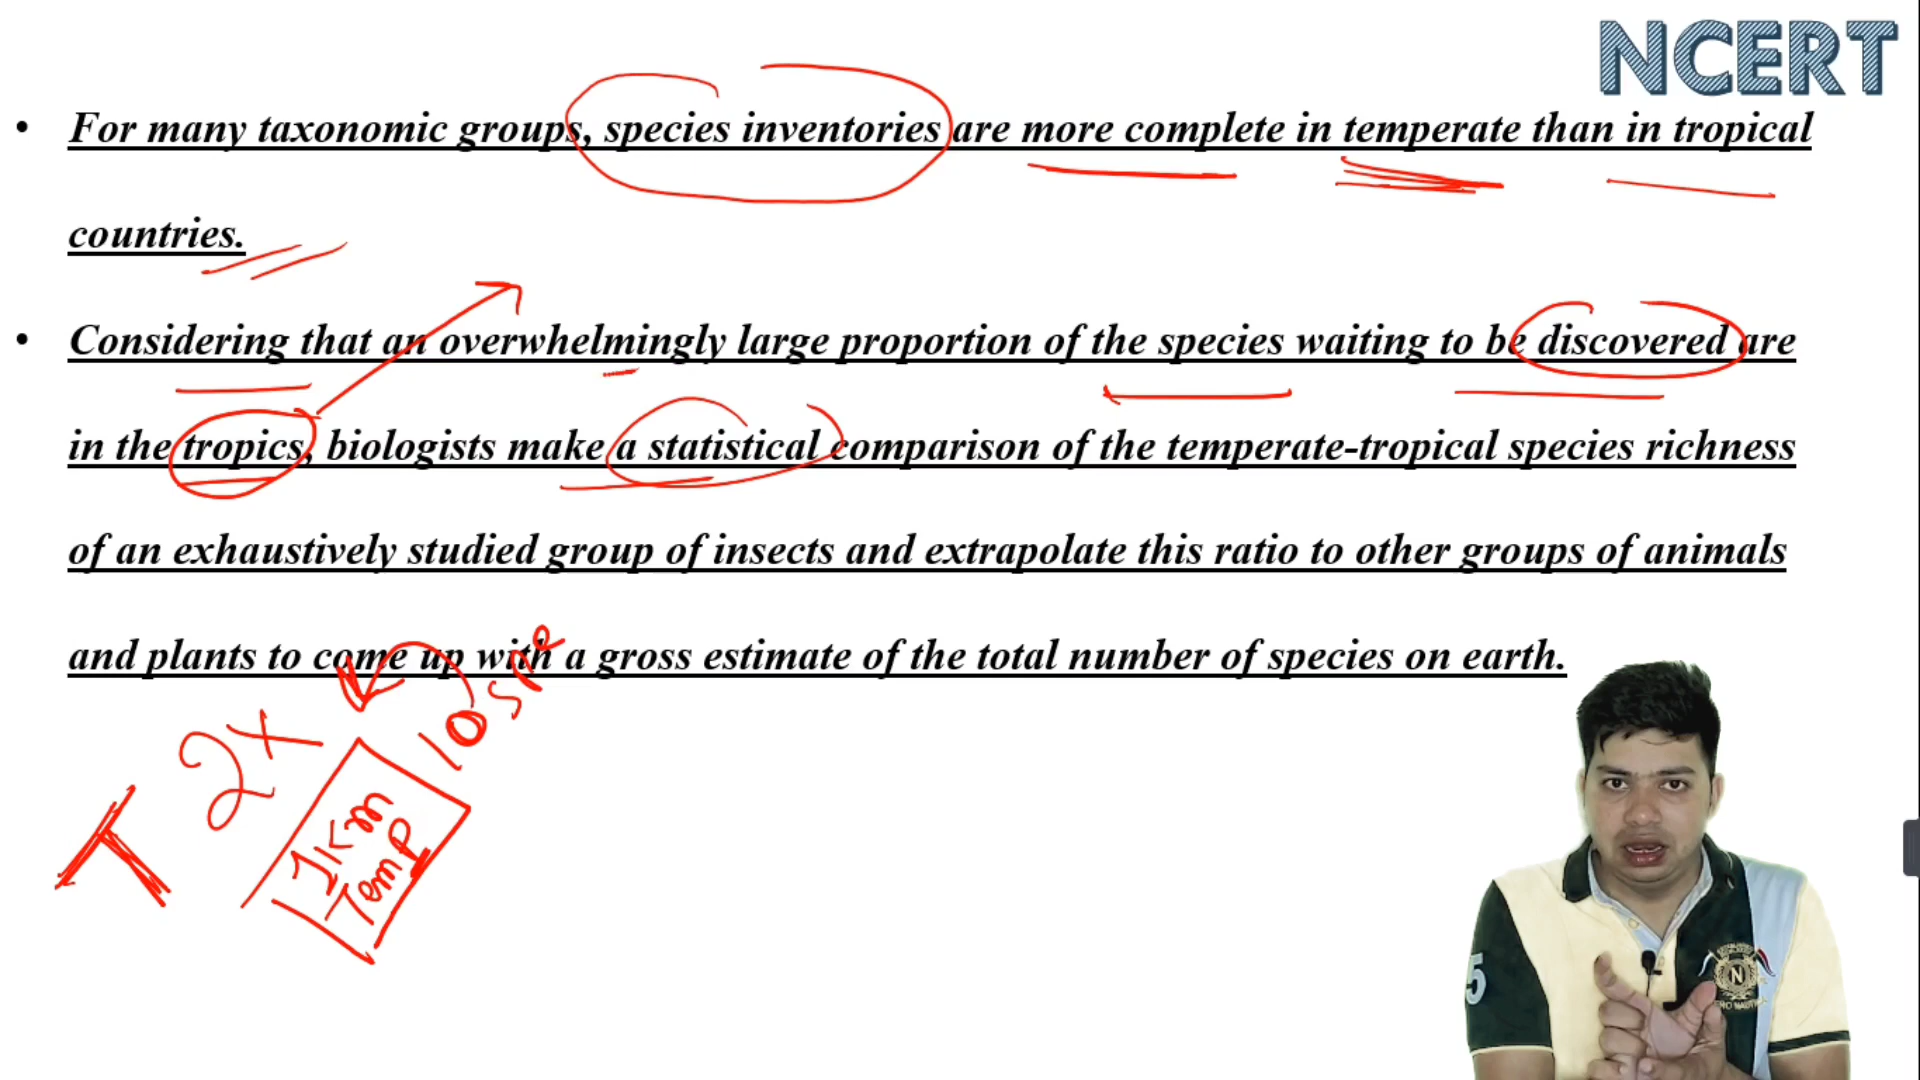 NCERT
• For many taxonomic groups, species inventories are more complete in temperate than in tropical
countries.
• Considering that an overwhelmingly large proportion of the species waiting to be discovered are
in the tropics, biologists make a statistical comparison of the temperate-tropical species richness
of an exhaustively studied group of insects and extrapolate this ratio to other groups of animals
and plants to come up with a gross estimate of the total number of species on earth.
T 2x 10 spe
1Km
Temp
5
N